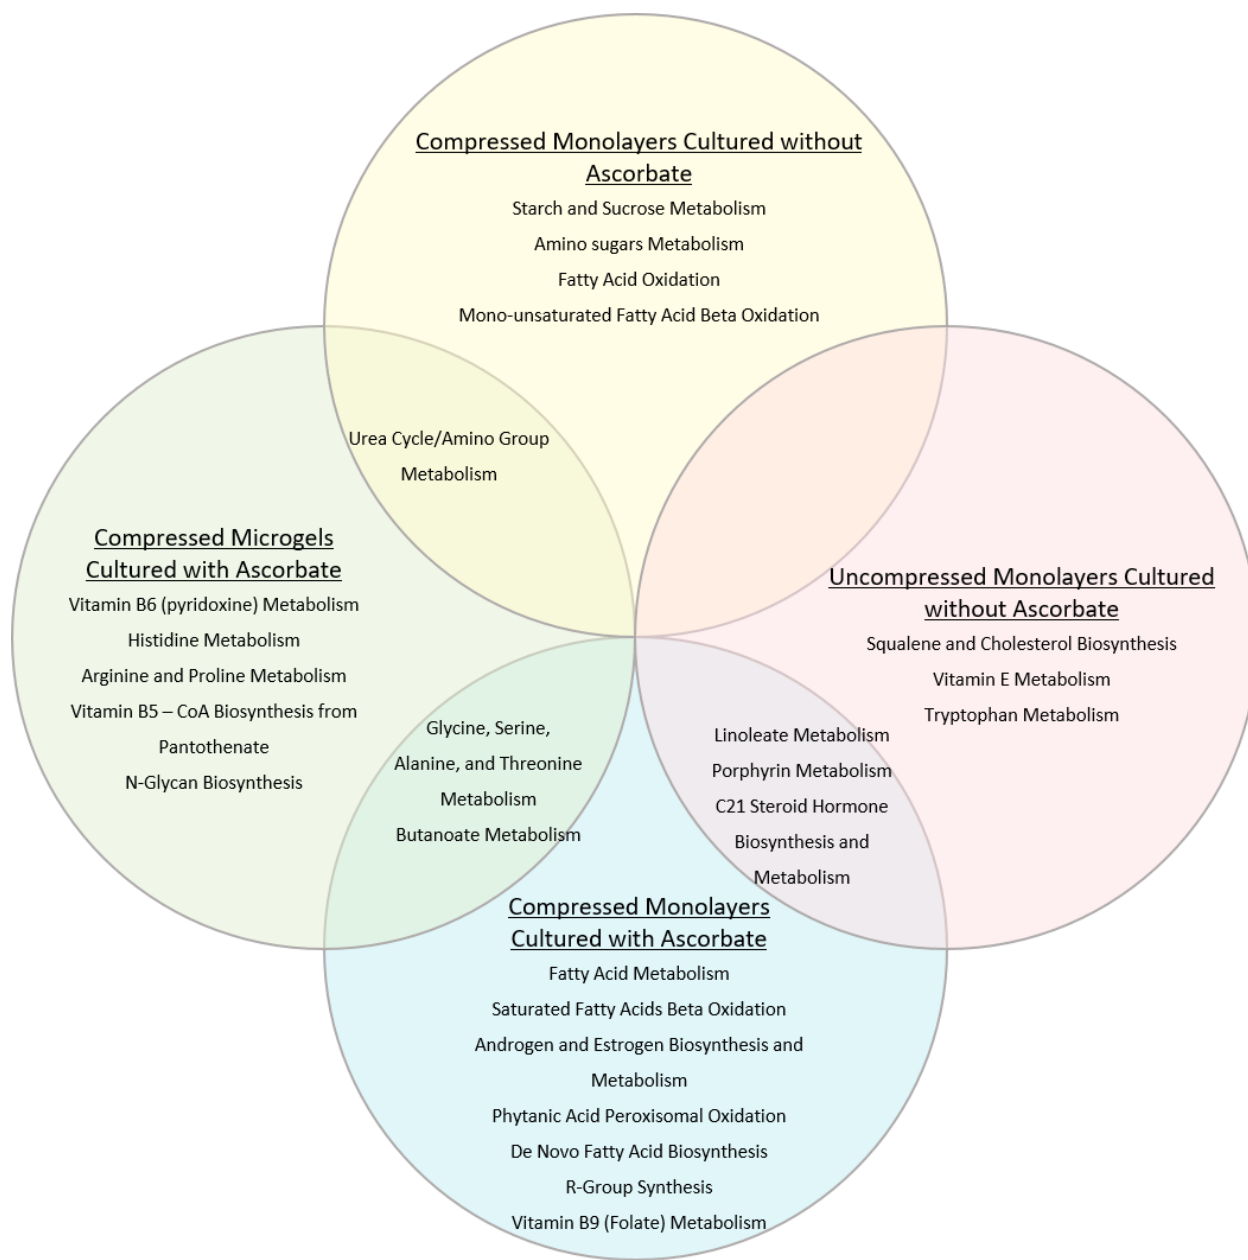 Compressed Monolayers Cultured without
Ascorbate
Starch and Sucrose Metabolism
Amino sugars Metabolism
Fatty Acid Oxidation
Mono-unsaturated Fatty Acid Beta Oxidation
Urea Cycle/Amino Group
Metabolism
Compressed Microgels
Cultured with Ascorbate
Vitamin B6 (pyridoxine) Metabolism
Histidine Metabolism
Arginine and Proline Metabolism
Vitamin B5 – CoA Biosynthesis from
Pantothenate
N-Glycan Biosynthesis
Uncompressed Monolayers Cultured
without Ascorbate
Squalene and Cholesterol Biosynthesis
Vitamin E Metabolism
Tryptophan Metabolism
Glycine, Serine,
Alanine, and Threonine
Metabolism
Butanoate Metabolism
Linoleate Metabolism
Porphyrin Metabolism
C21 Steroid Hormone
Biosynthesis and
Metabolism
Compressed Monolayers
Cultured with Ascorbate
Fatty Acid Metabolism
Saturated Fatty Acids Beta Oxidation
Androgen and Estrogen Biosynthesis and
Metabolism
Phytanic Acid Peroxisomal Oxidation
De Novo Fatty Acid Biosynthesis
R-Group Synthesis
Vitamin B9 (Folate) Metabolism